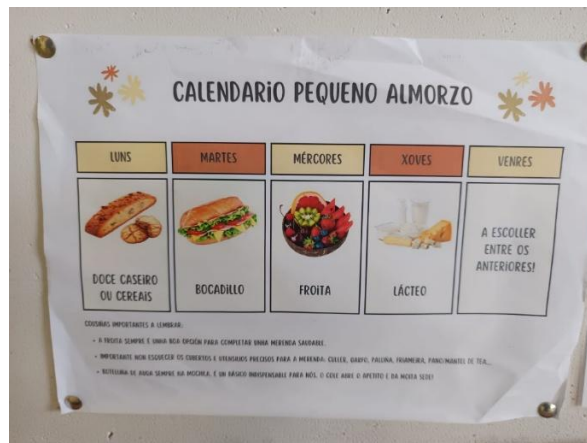 CALENDARIO PEQUENO ALMORZO
LUNS
MARTES
MÉRCORES
XOVES
VENRES
DOCE CASEIRO
OU CEREAIS
BOCADILLO
FROITA
LÁCTEO
A ESCOLLER
ENTRE OS
ANTERIORES!
COUSIÑAS IMPORTANTES A LEMBRAR:
• A FROITA SEMPRE É UNHA BOA OPCIÓN PARA COMPLETAR UNHA MERENDA SAUDABLE.
• IMPORTANTE NON ESQUECER OS CUBERTOS E UTENSILIOS PRECISOS PARA A MERENDA: CULLER, GARFO, PALLIÑA, FIAMBREIRA, PANO/MANTEL DE TEA...
• BOTELLIÑA DE AUGA SEMPRE NA MOCHILA, É UN BÁSICO INDISPENSABLE PARA NÓS. O COLE ABRE O APETITO E DA MOITA SEDE!